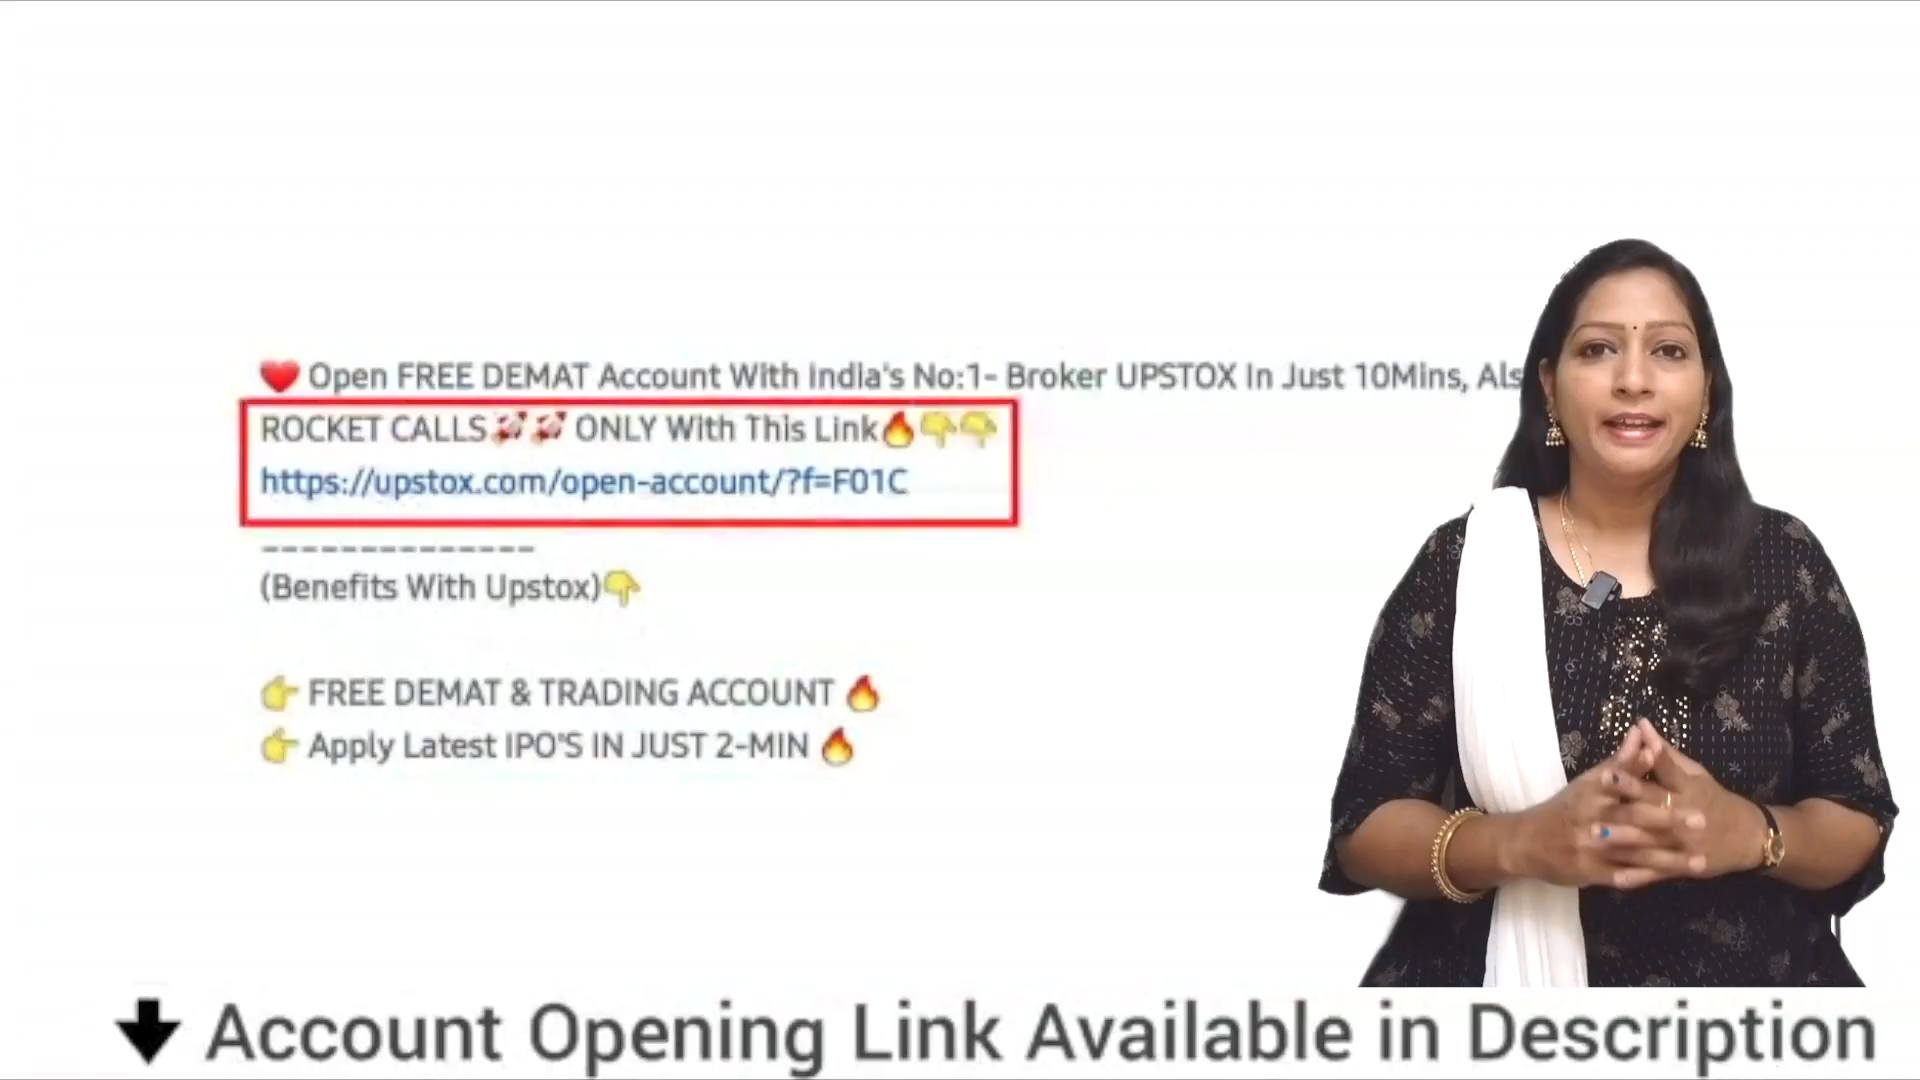 ❤️ Open FREE DEMAT Account With India's No:1- Broker UPSTOX In Just 10Mins, Als
ROCKET CALLS🚀🚀 ONLY With This Link🔥👇👇
https://upstox.com/open-account/?f=F01C
--------------
(Benefits With Upstox)👇
👉 FREE DEMAT & TRADING ACCOUNT 🔥
👉 Apply Latest IPO'S IN JUST 2-MIN 🔥
Account Opening Link Available in Description